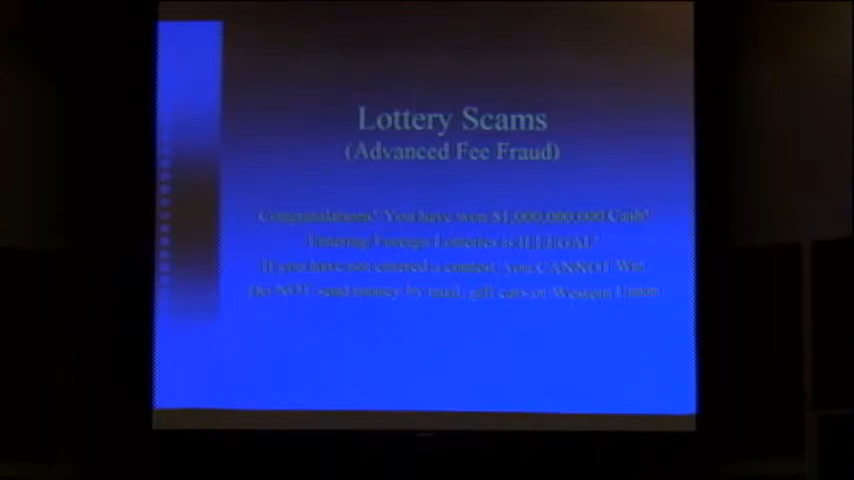 Lottery Scams
(Advanced Fee Fraud)
Congratulations! You have won $1,000,000,000 Cash!
Entering Foreign Lotteries is ILLEGAL!
If you have not entered a contest, you CANNOT Win!
Do NOT send money by mail, gift cars or Western Union